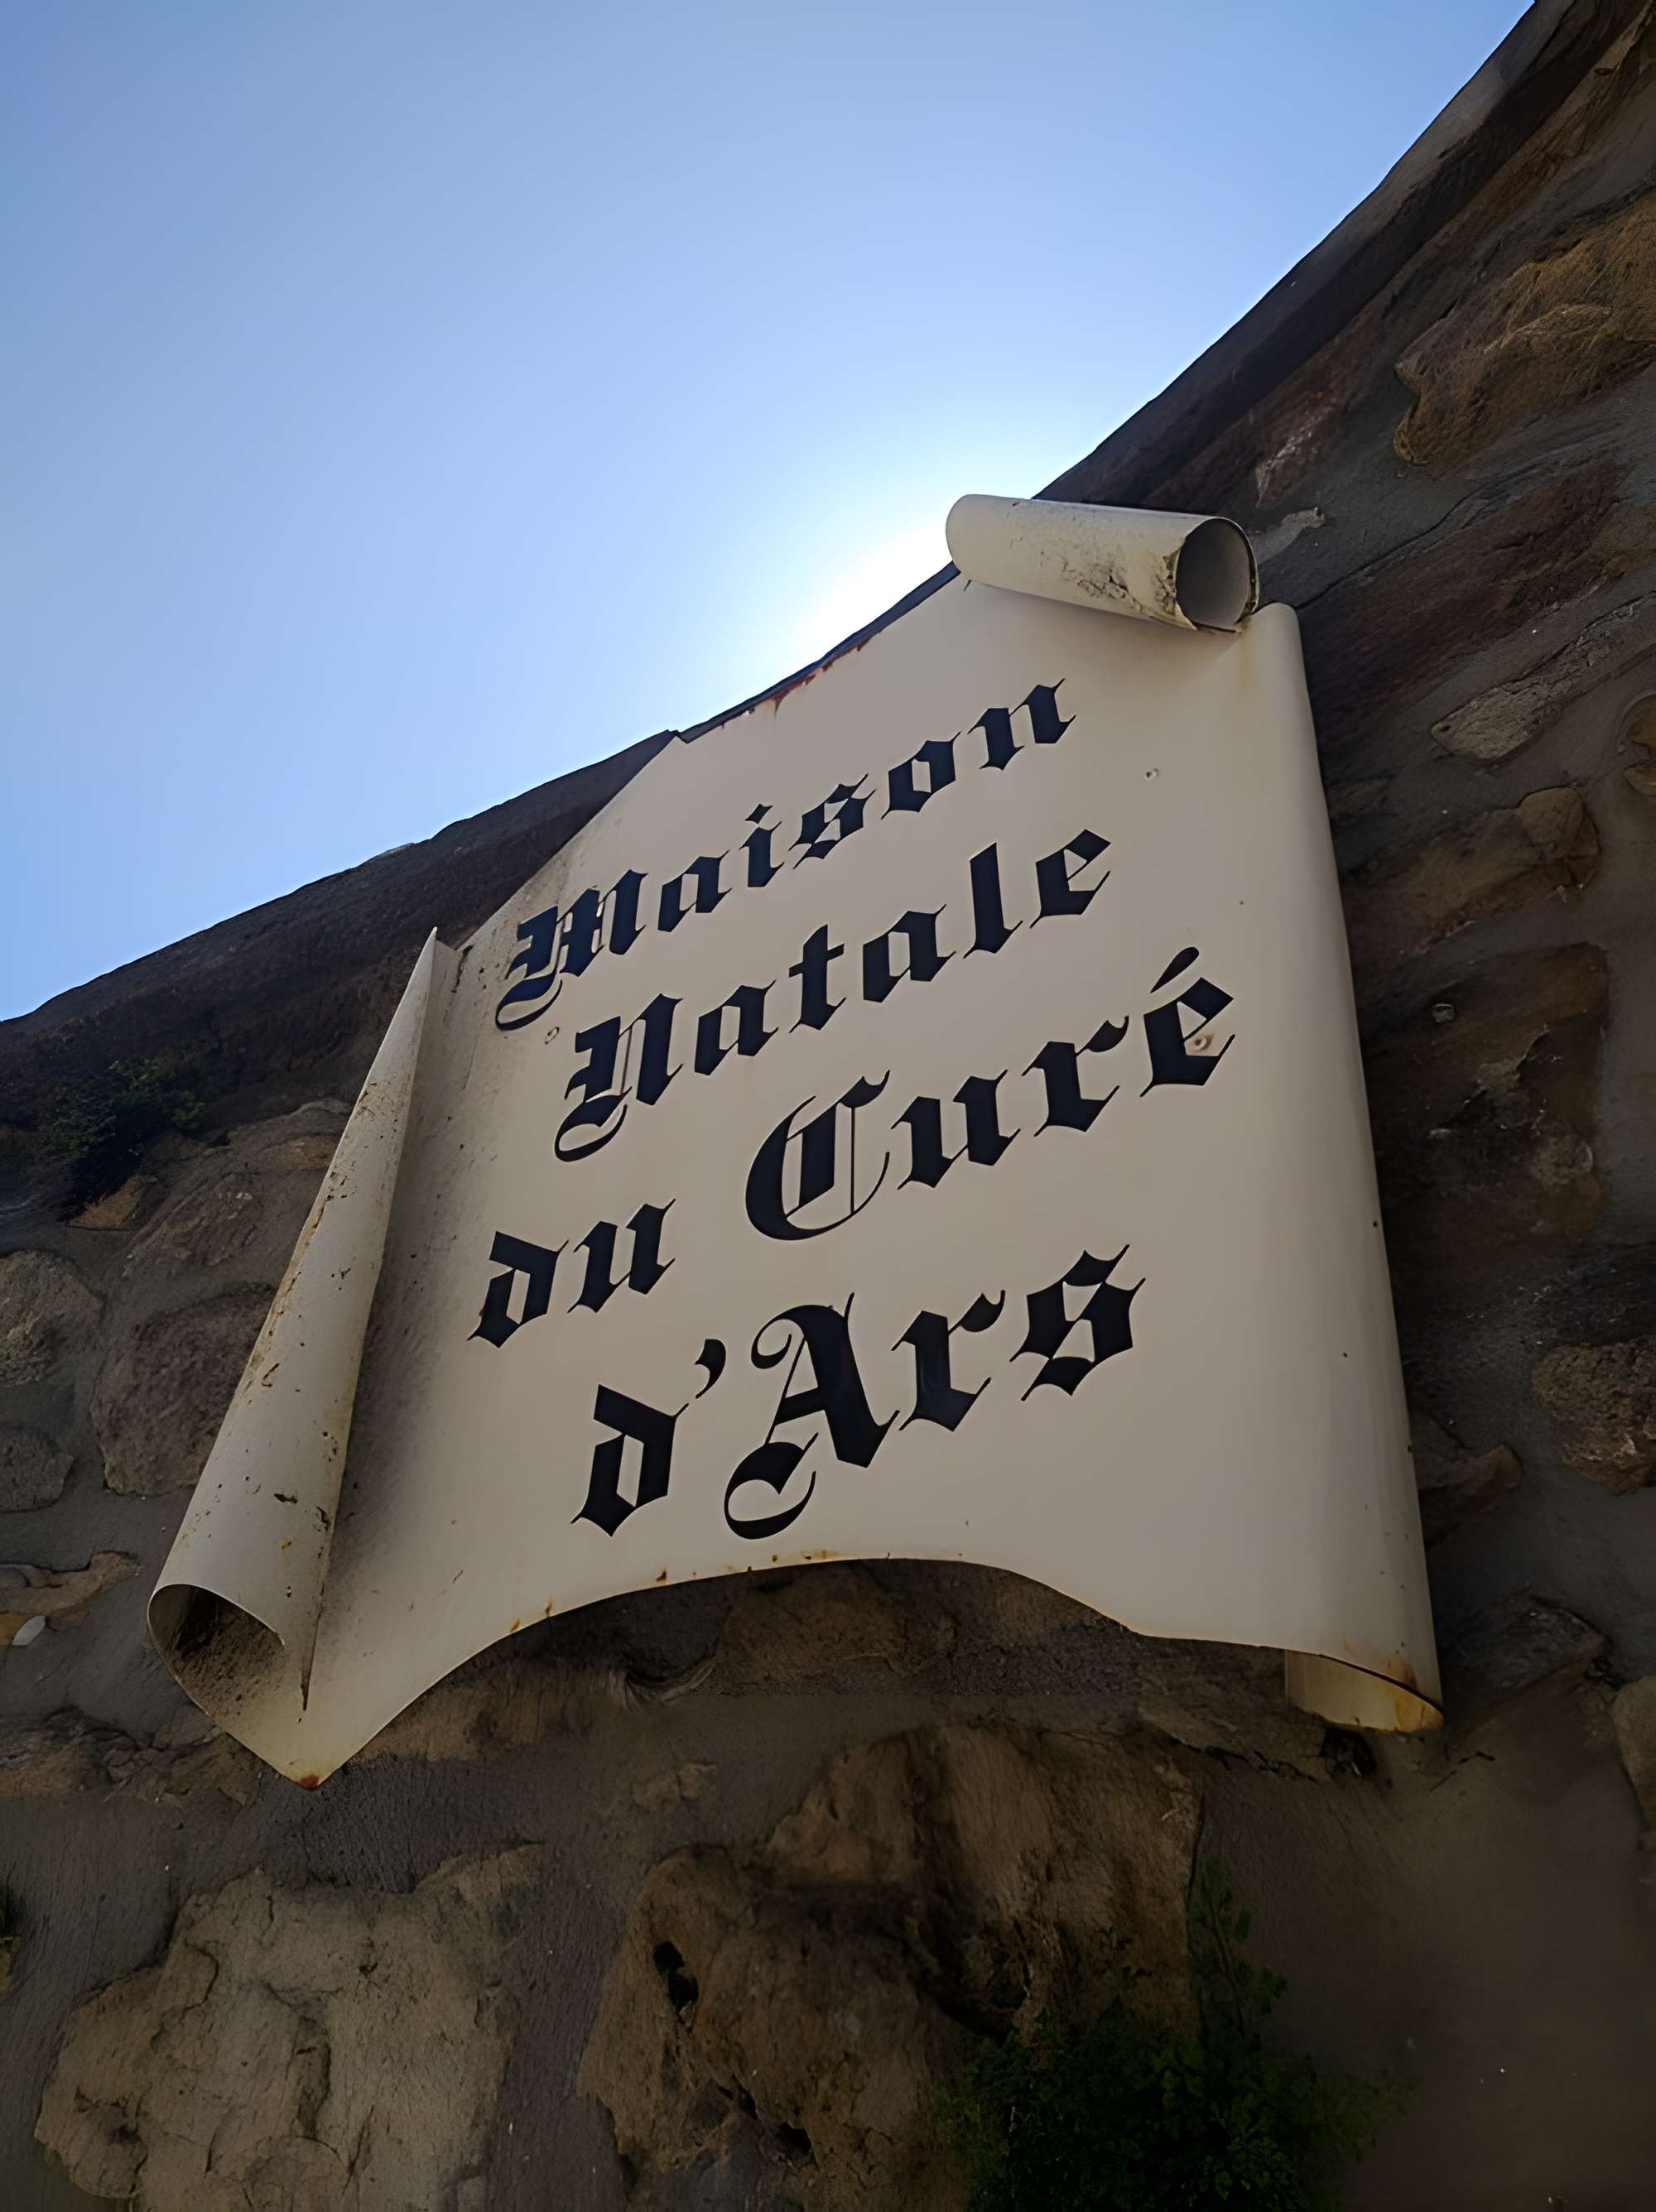 Maison
Natale
du Curé
d'Ars